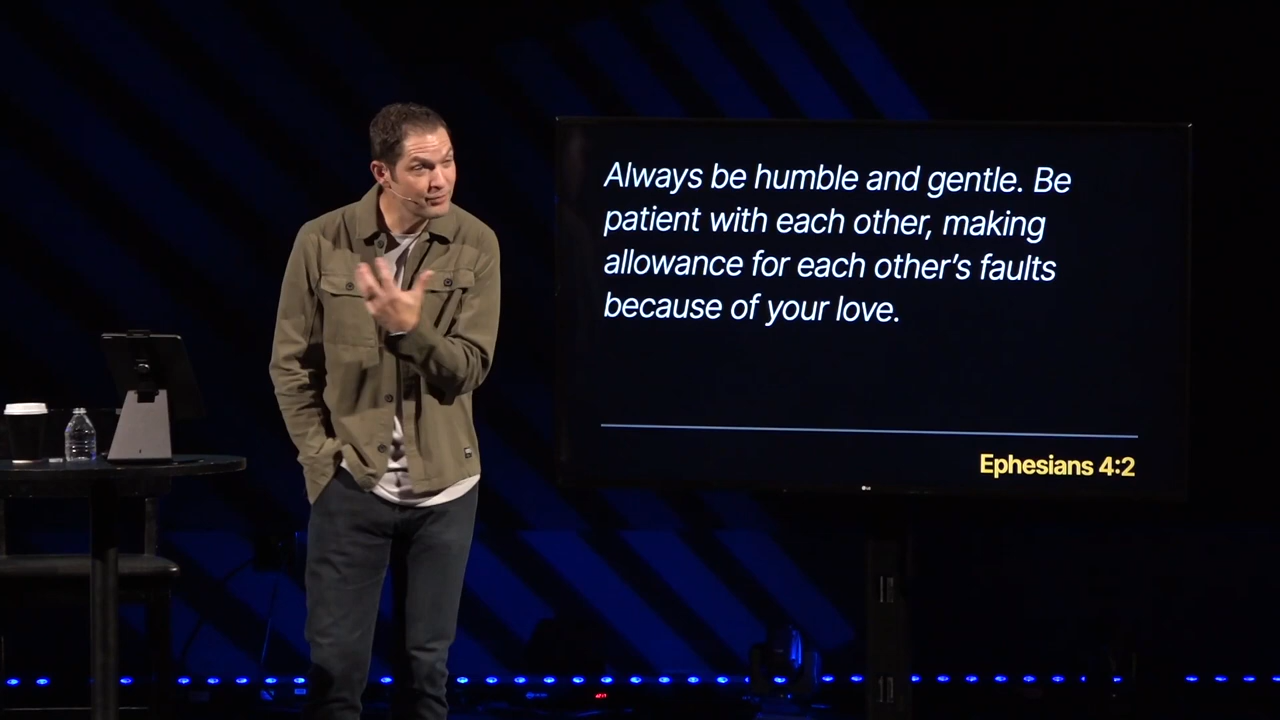 Always be humble and gentle. Be
patient with each other, making
allowance for each other's faults
because of your love.
Ephesians 4:2